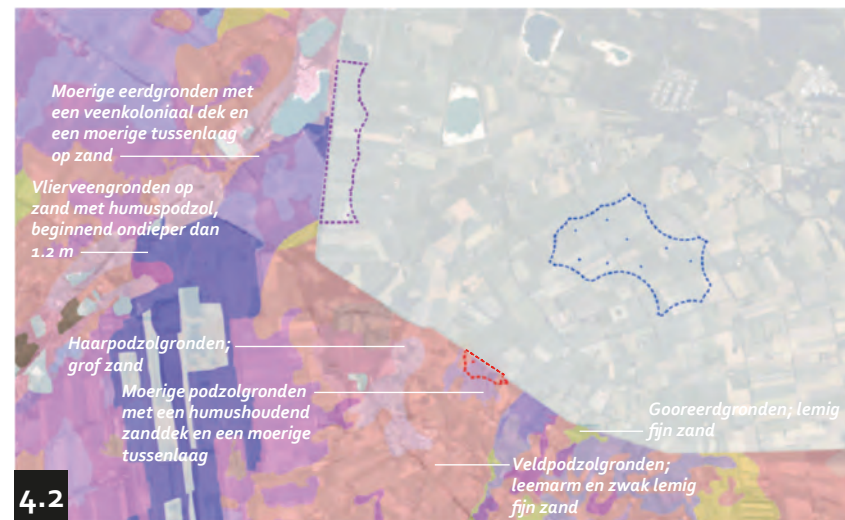 Moerige eerdgronden met
een veenkoloniaal dek en
een moerige tussenlaag
op zand
Vlierveengronden op
zand met humuspodzol,
beginnend ondieper dan
1.2 m
Haarpodzolgronden;
grof zand
Moerige podzolgronden
met een humushoudend
zanddek en een moerige
tussenlaag
Gooreerdgronden; lemig
fijn zand
Veldpodzolgronden;
leemarm en zwak lemig
fijn zand
4.2